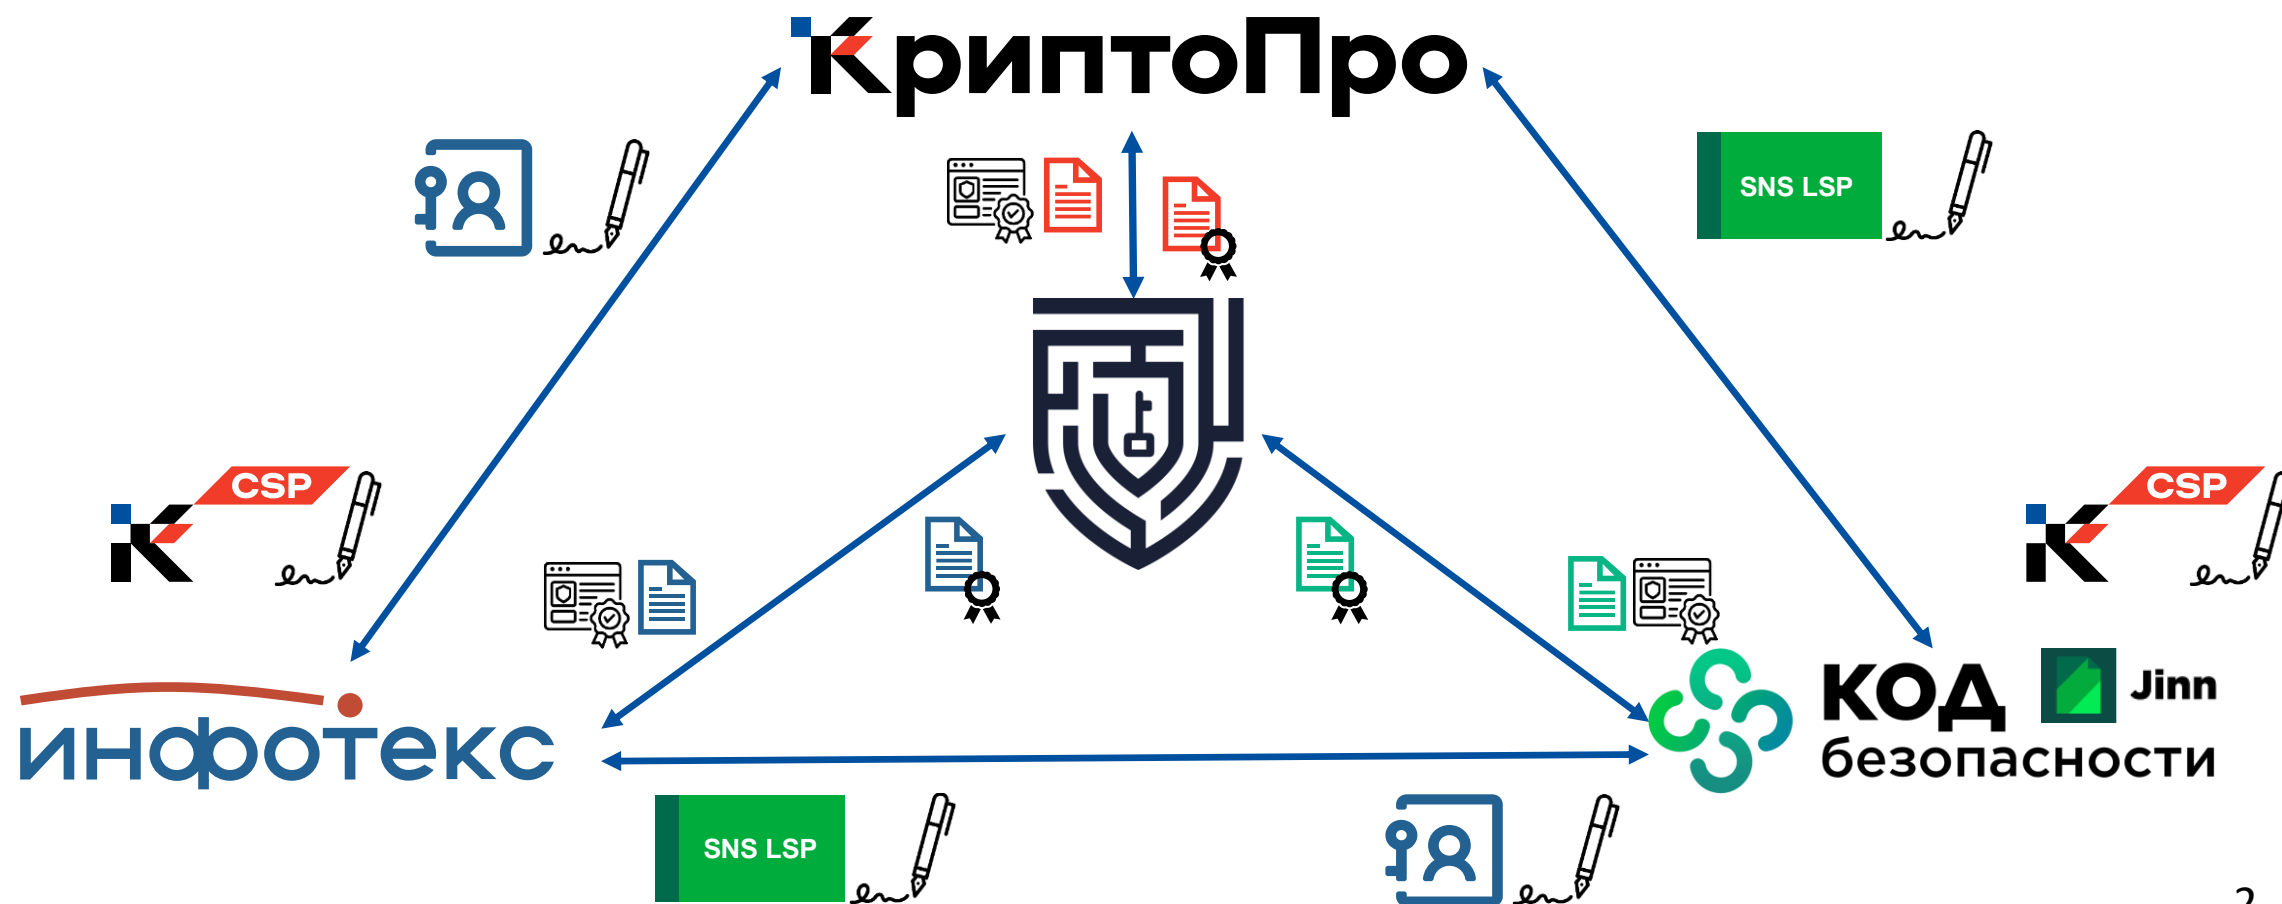 КриптоПро
SNS LSP
CSP
CSP
инфотекс
КОД
безопасности
Jinn
SNS LSP
2